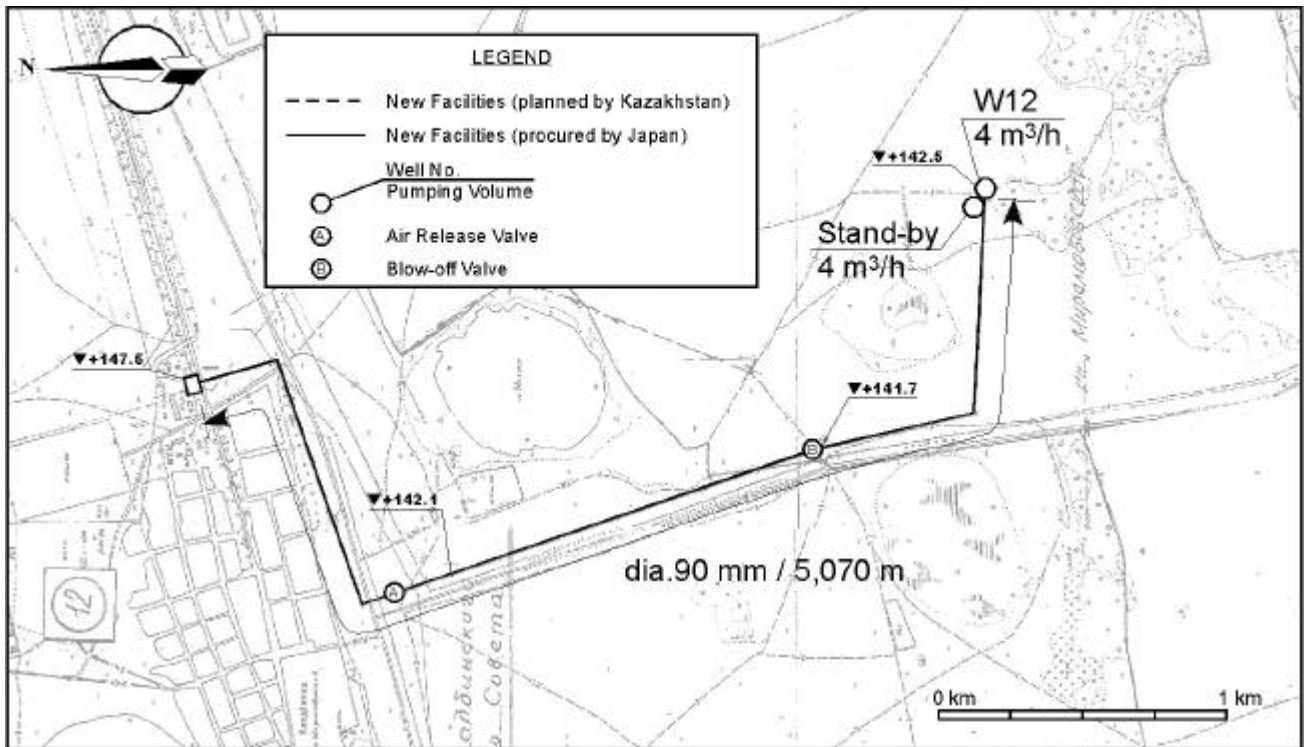 N
LEGEND
New Facilities (planned by Kazakhstan)
New Facilities (procured by Japan)
Well No.
Pumping Volume
A Air Release Valve
B Blow-off Valve
W12
4 m³/h
▼+142.5
Stand-by
4 m³/h
▼+147.5
▼+141.7
B
▼+142.1
A
dia.90 mm / 5,070 m
12
Совета
0 km 1 km